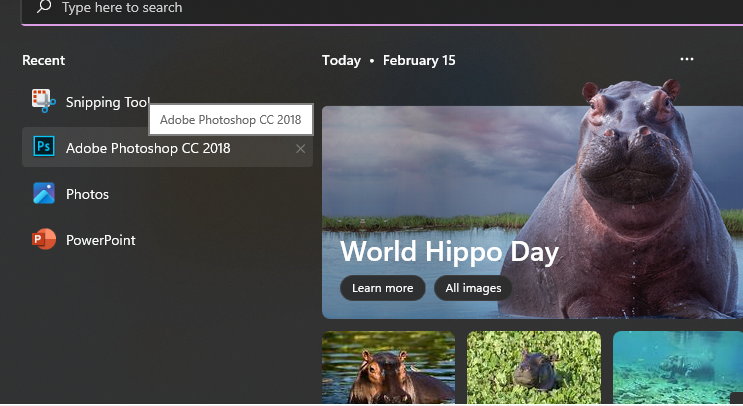 Type here to search
Recent
Today • February 15
Snipping Tool
Adobe Photoshop CC 2018
Ps
Adobe Photoshop CC 2018
Photos
P
PowerPoint
World Hippo Day
Learn more
All images